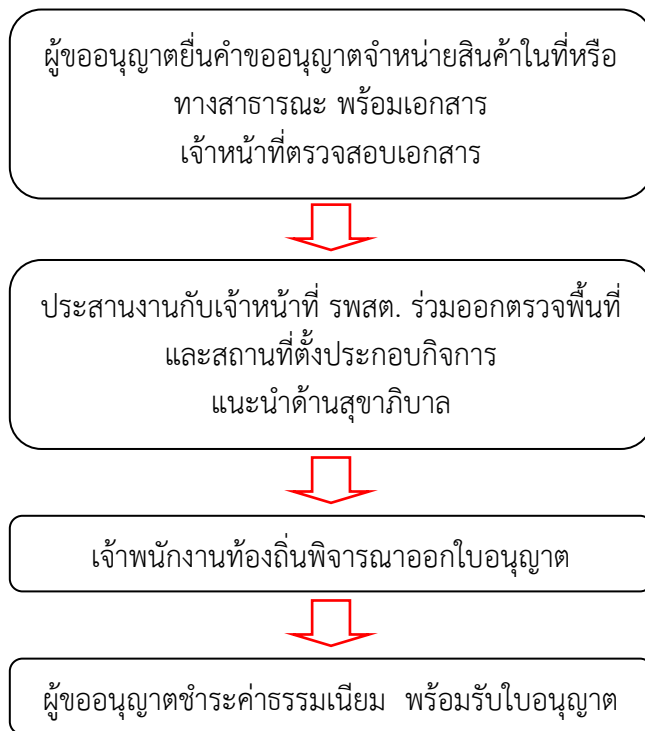 ผู้ขออนุญาตยื่นคำขออนุญาตจำหน่ายสินค้าในที่หรือ
ทางสาธารณะ พร้อมเอกสาร
เจ้าหน้าที่ตรวจสอบเอกสาร
ประสานงานกับเจ้าหน้าที่ รพสต. ร่วมออกตรวจพื้นที่
และสถานที่ตั้งประกอบกิจการ
แนะนำด้านสุขาภิบาล
เจ้าพนักงานท้องถิ่นพิจารณาออกใบอนุญาต
ผู้ขออนุญาตชำระค่าธรรมเนียม พร้อมรับใบอนุญาต